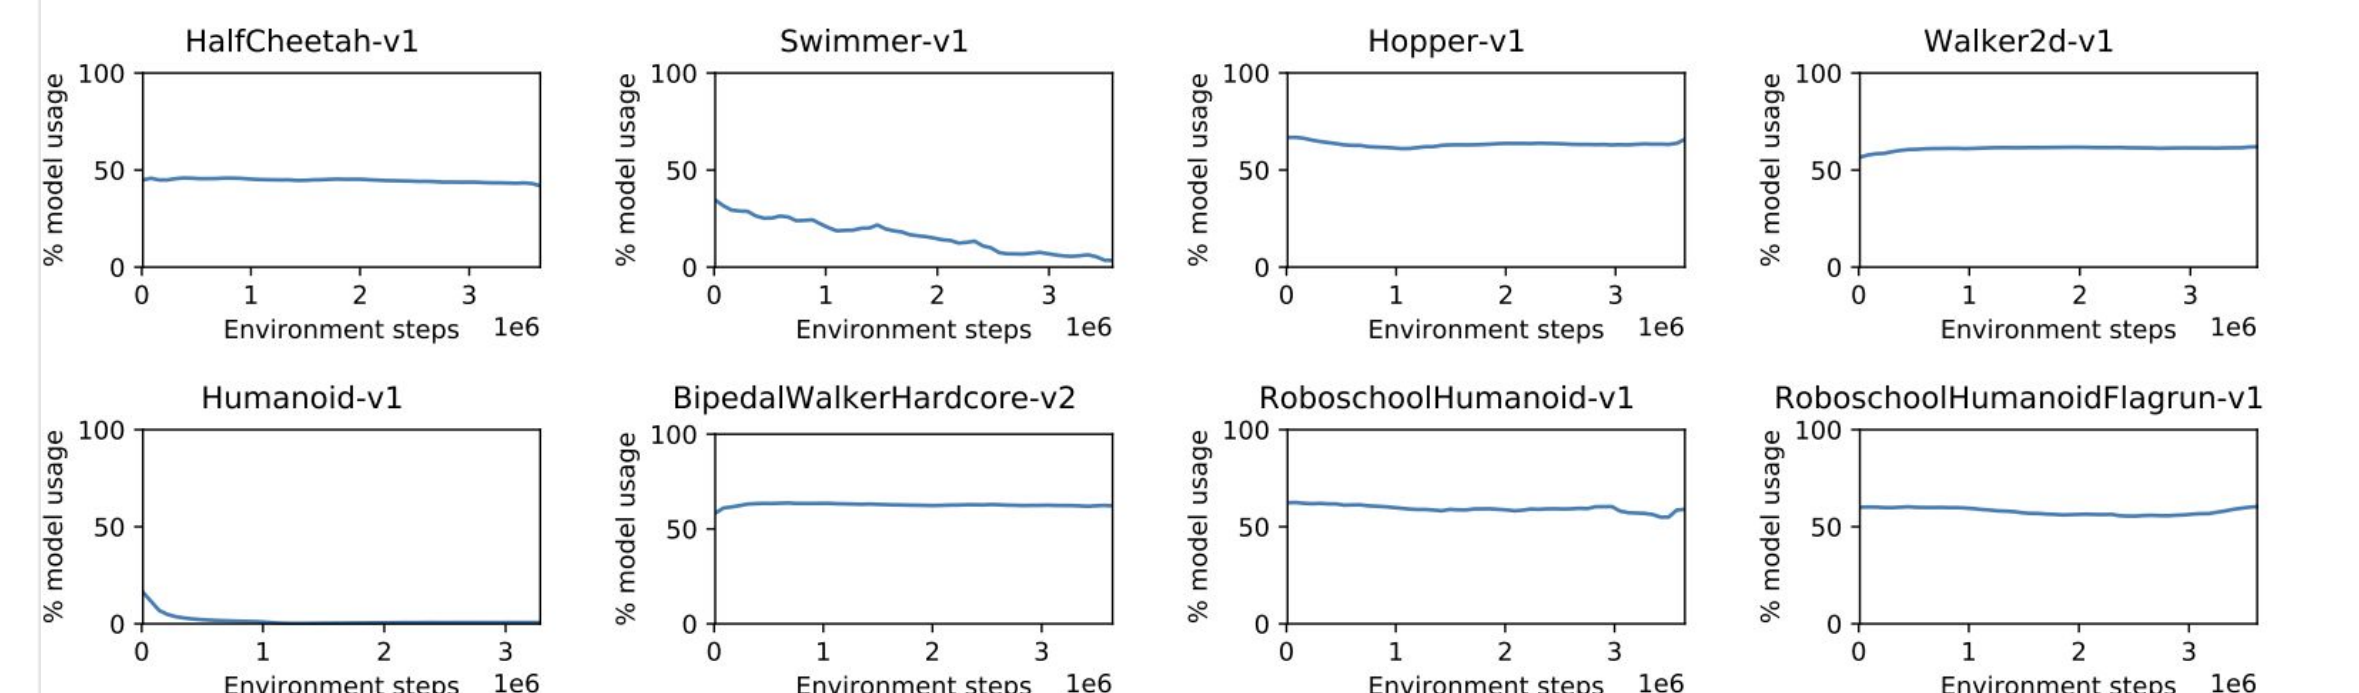 HalfCheetah-v1
% model usage
100
50
0
0 1 2 3
Environment steps 1e6
Swimmer-v1
% model usage
100
50
0
0 1 2 3
Environment steps 1e6
Hopper-v1
% model usage
100
50
0
0 1 2 3
Environment steps 1e6
Walker2d-v1
% model usage
100
50
0
0 1 2 3
Environment steps 1e6
Humanoid-v1
% model usage
100
50
0
0 1 2 3
Environment steps 1e6
BipedalWalkerHardcore-v2
% model usage
100
50
0
0 1 2 3
Environment steps 1e6
RoboschoolHumanoid-v1
% model usage
100
50
0
0 1 2 3
Environment steps 1e6
RoboschoolHumanoidFlagrun-v1
% model usage
100
50
0
0 1 2 3
Environment steps 1e6